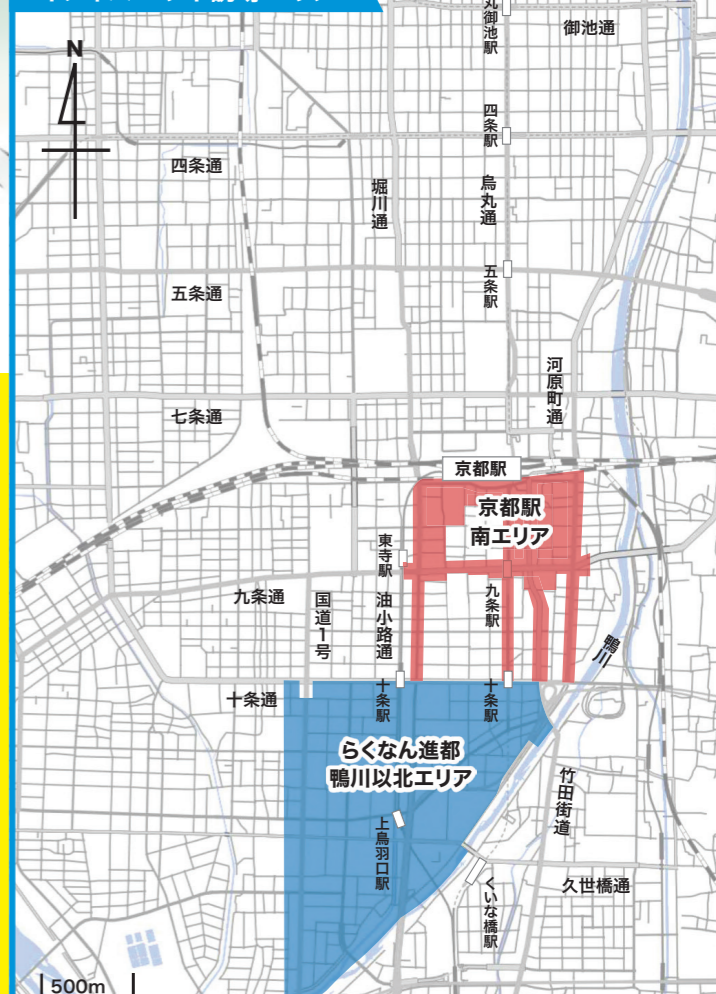 N
御池通
丸御池駅
四条駅
四条通
堀川通
烏丸通
五条駅
五条通
河原町通
七条通
京都駅
京都駅
南エリア
東寺駅
九条通
国道1号
油小路通
九条駅
鴨川
十条通
十条駅
十条駅
らくなん進都
鴨川以北エリア
竹田街道
上鳥羽口駅
くいな橋駅
久世橋通
500m